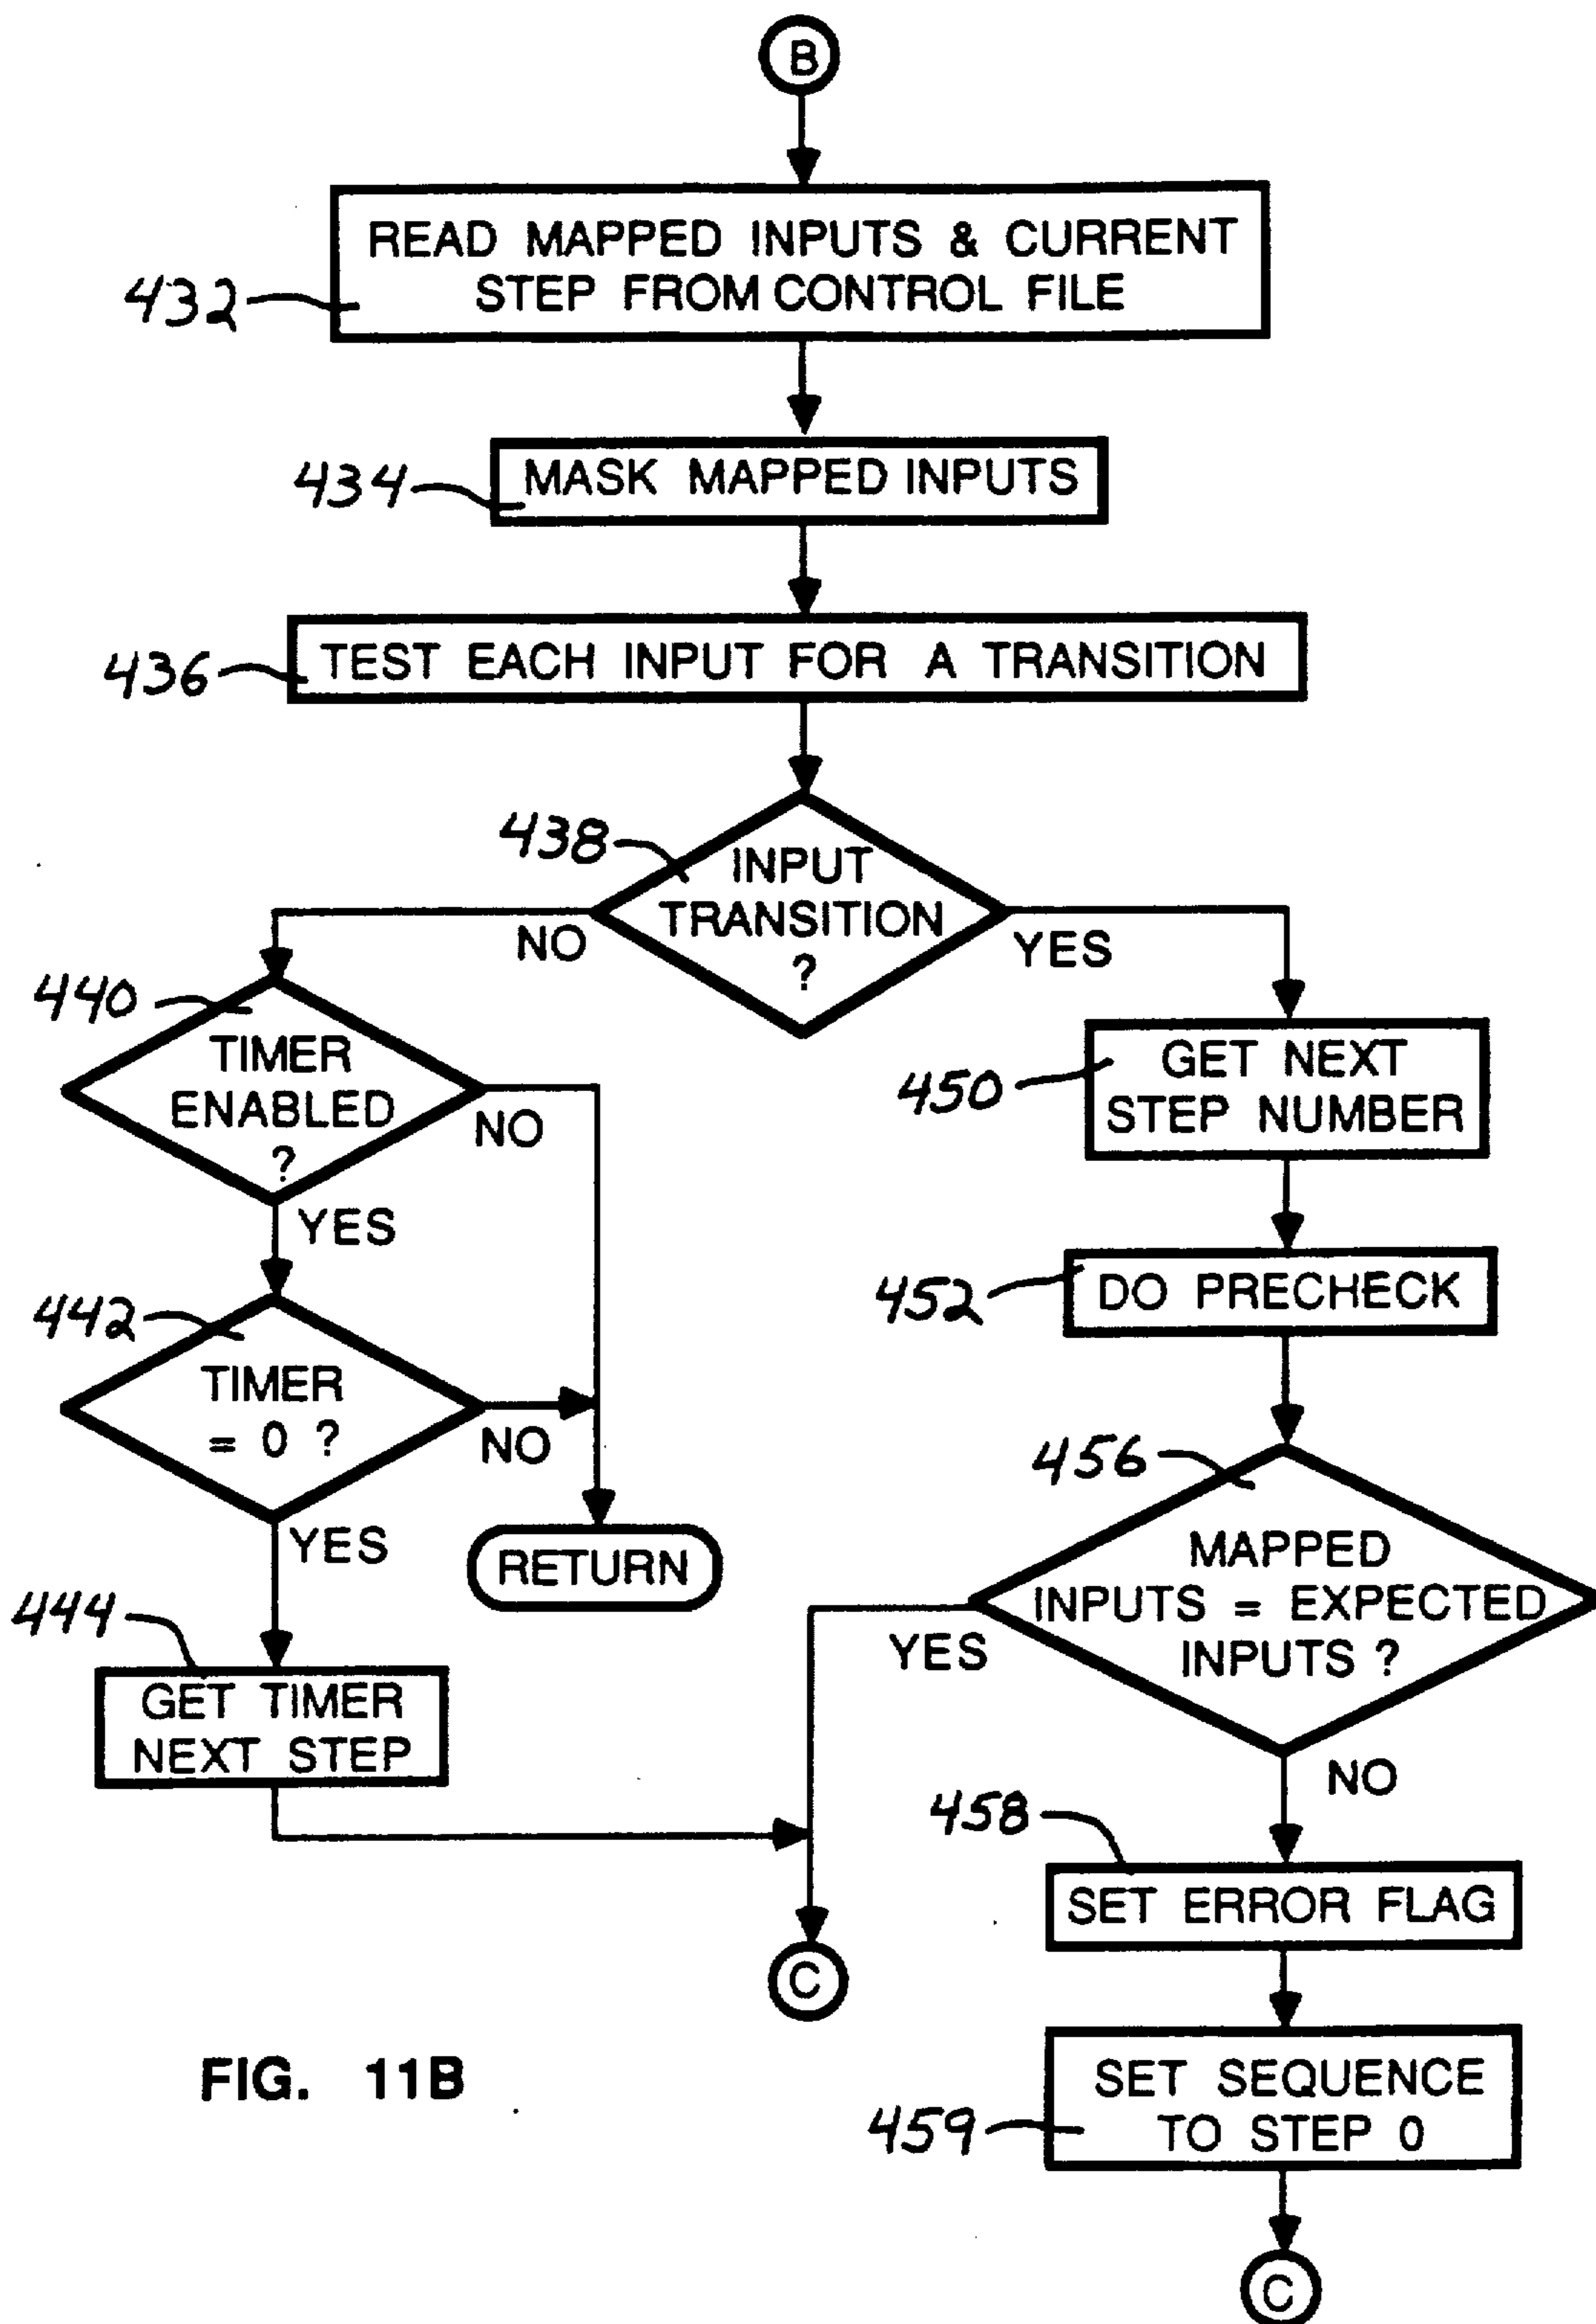 B
READ MAPPED INPUTS & CURRENT
STEP FROM CONTROL FILE
432
MASK MAPPED INPUTS
434
TEST EACH INPUT FOR A TRANSITION
436
438
INPUT
TRANSITION
?
NO
YES
440
TIMER
ENABLED
?
NO
YES
442
TIMER
= 0 ?
NO
YES
RETURN
444
GET TIMER
NEXT STEP
450
GET NEXT
STEP NUMBER
452
DO PRECHECK
456
MAPPED
INPUTS = EXPECTED
INPUTS ?
YES
NO
458
SET ERROR FLAG
C
459
SET SEQUENCE
TO STEP 0
C
FIG. 11B